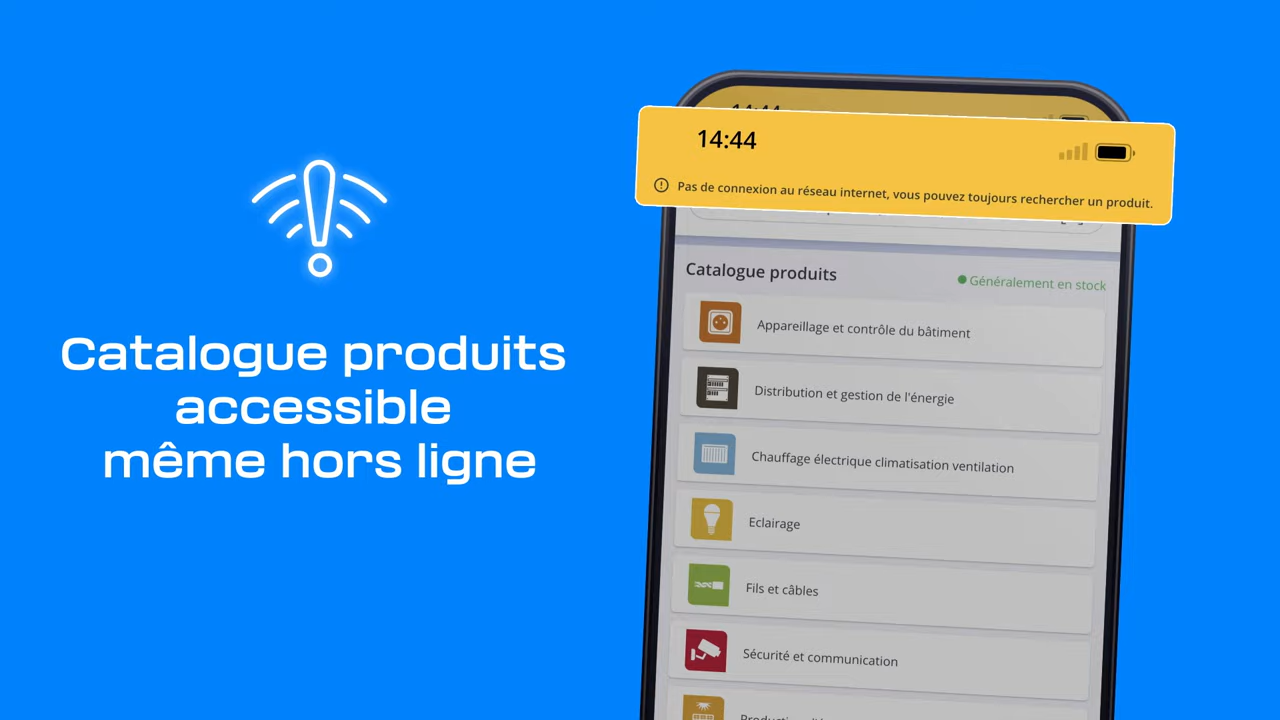 Catalogue produits
accessible
même hors ligne
14:44
Pas de connexion au réseau internet, vous pouvez toujours rechercher un produit.
Catalogue produits
Généralement en stock
Appareillage et contrôle du bâtiment
Distribution et gestion de l'énergie
Chauffage électrique climatisation ventilation
Eclairage
Fils et câbles
Sécurité et communication